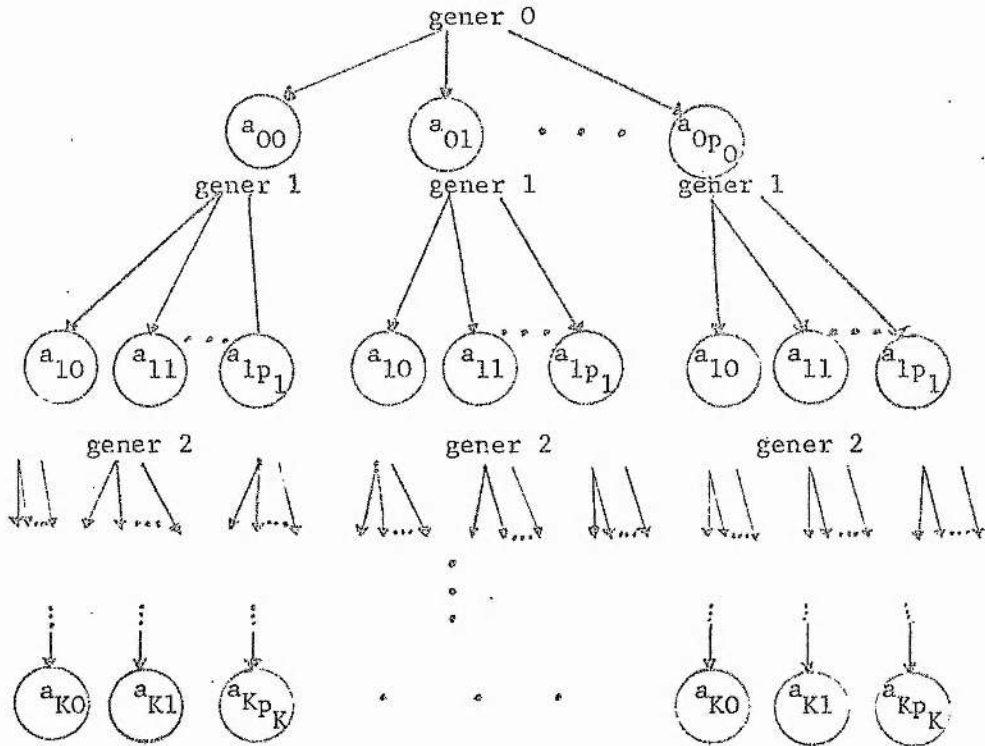 gener 0
a00 a01 . . . a0p0
gener 1 gener 1 gener 1
a10 a11 ... a1p1 a10 a11 .... a1p1 a10 a11 .... a1p1
gener 2 gener 2 gener 2
aK0 aK1 aKpK . . . aK0 aK1 aKpK